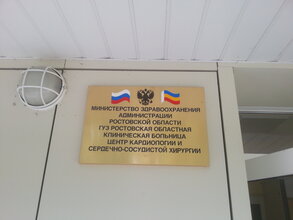 МИНИСТЕРСТВО ЗДРАВООХРАНЕНИЯ
АДМИНИСТРАЦИИ
РОСТОВСКОЙ ОБЛАСТИ
ГУЗ РОСТОВСКАЯ ОБЛАСТНАЯ
КЛИНИЧЕСКАЯ БОЛЬНИЦА
ЦЕНТР КАРДИОЛОГИИ И
СЕРДЕЧНО-СОСУДИСТОЙ ХИРУРГИИ